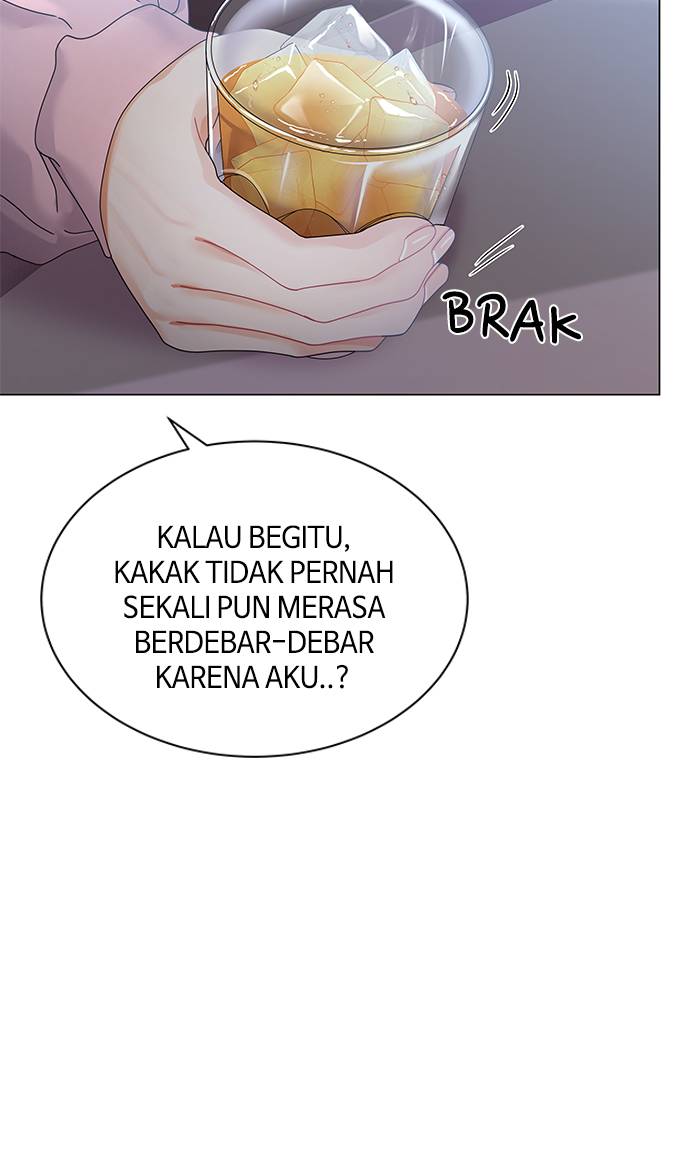 BRAK
KALAU BEGITU,
KAKAK TIDAK PERNAH
SEKALI PUN MERASA
BERDEBAR-DEBAR
KARENA AKU..?